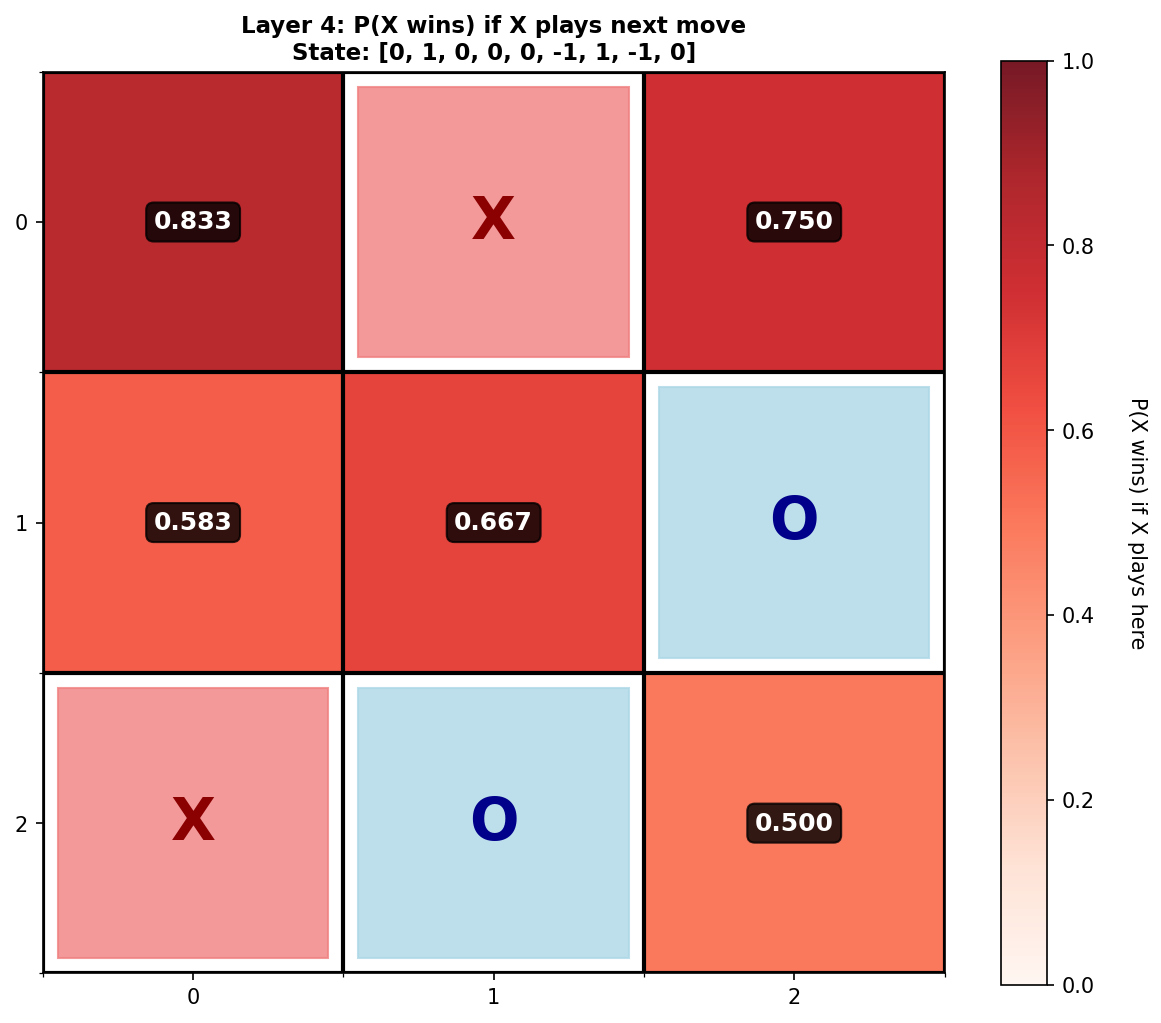 Layer 4: P(X wins) if X plays next move
State: [0, 1, 0, 0, 0, -1, 1, -1, 0]
0.833
X
0.750
0
0.583
0.667
O
1
X
O
0.500
2
0
1
2
1.0
0.8
0.6
0.4
0.2
0.0
P(X wins) if X plays here